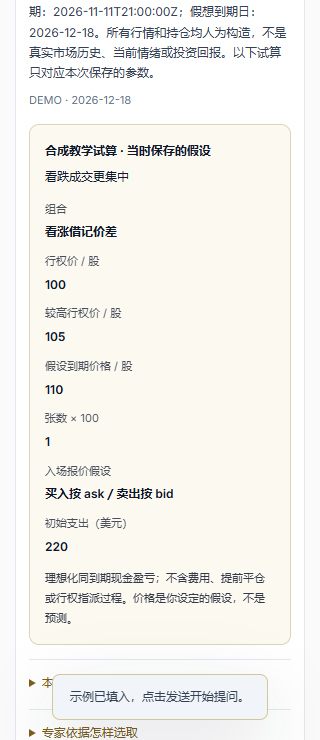 期：2026-11-11T21:00:00Z；假想到期日：
2026-12-18。所有行情和持仓均人为构造，不是
真实市场历史、当前情绪或投资回报。以下试算
只对应本次保存的参数。
DEMO · 2026-12-18
合成教学试算 · 当时保存的假设
看跌成交更集中
组合
看涨借记价差
行权价 / 股
100
较高行权价 / 股
105
假设到期价格 / 股
110
张数 × 100
1
入场报价假设
买入按 ask / 卖出按 bid
初始支出（美元）
220
理想化同到期现金盈亏；不含费用、提前平仓
或行权指派过程。价格是你设定的假设，不是
预测。
本
示例已填入，点击发送开始提问。
专家依据怎样选取